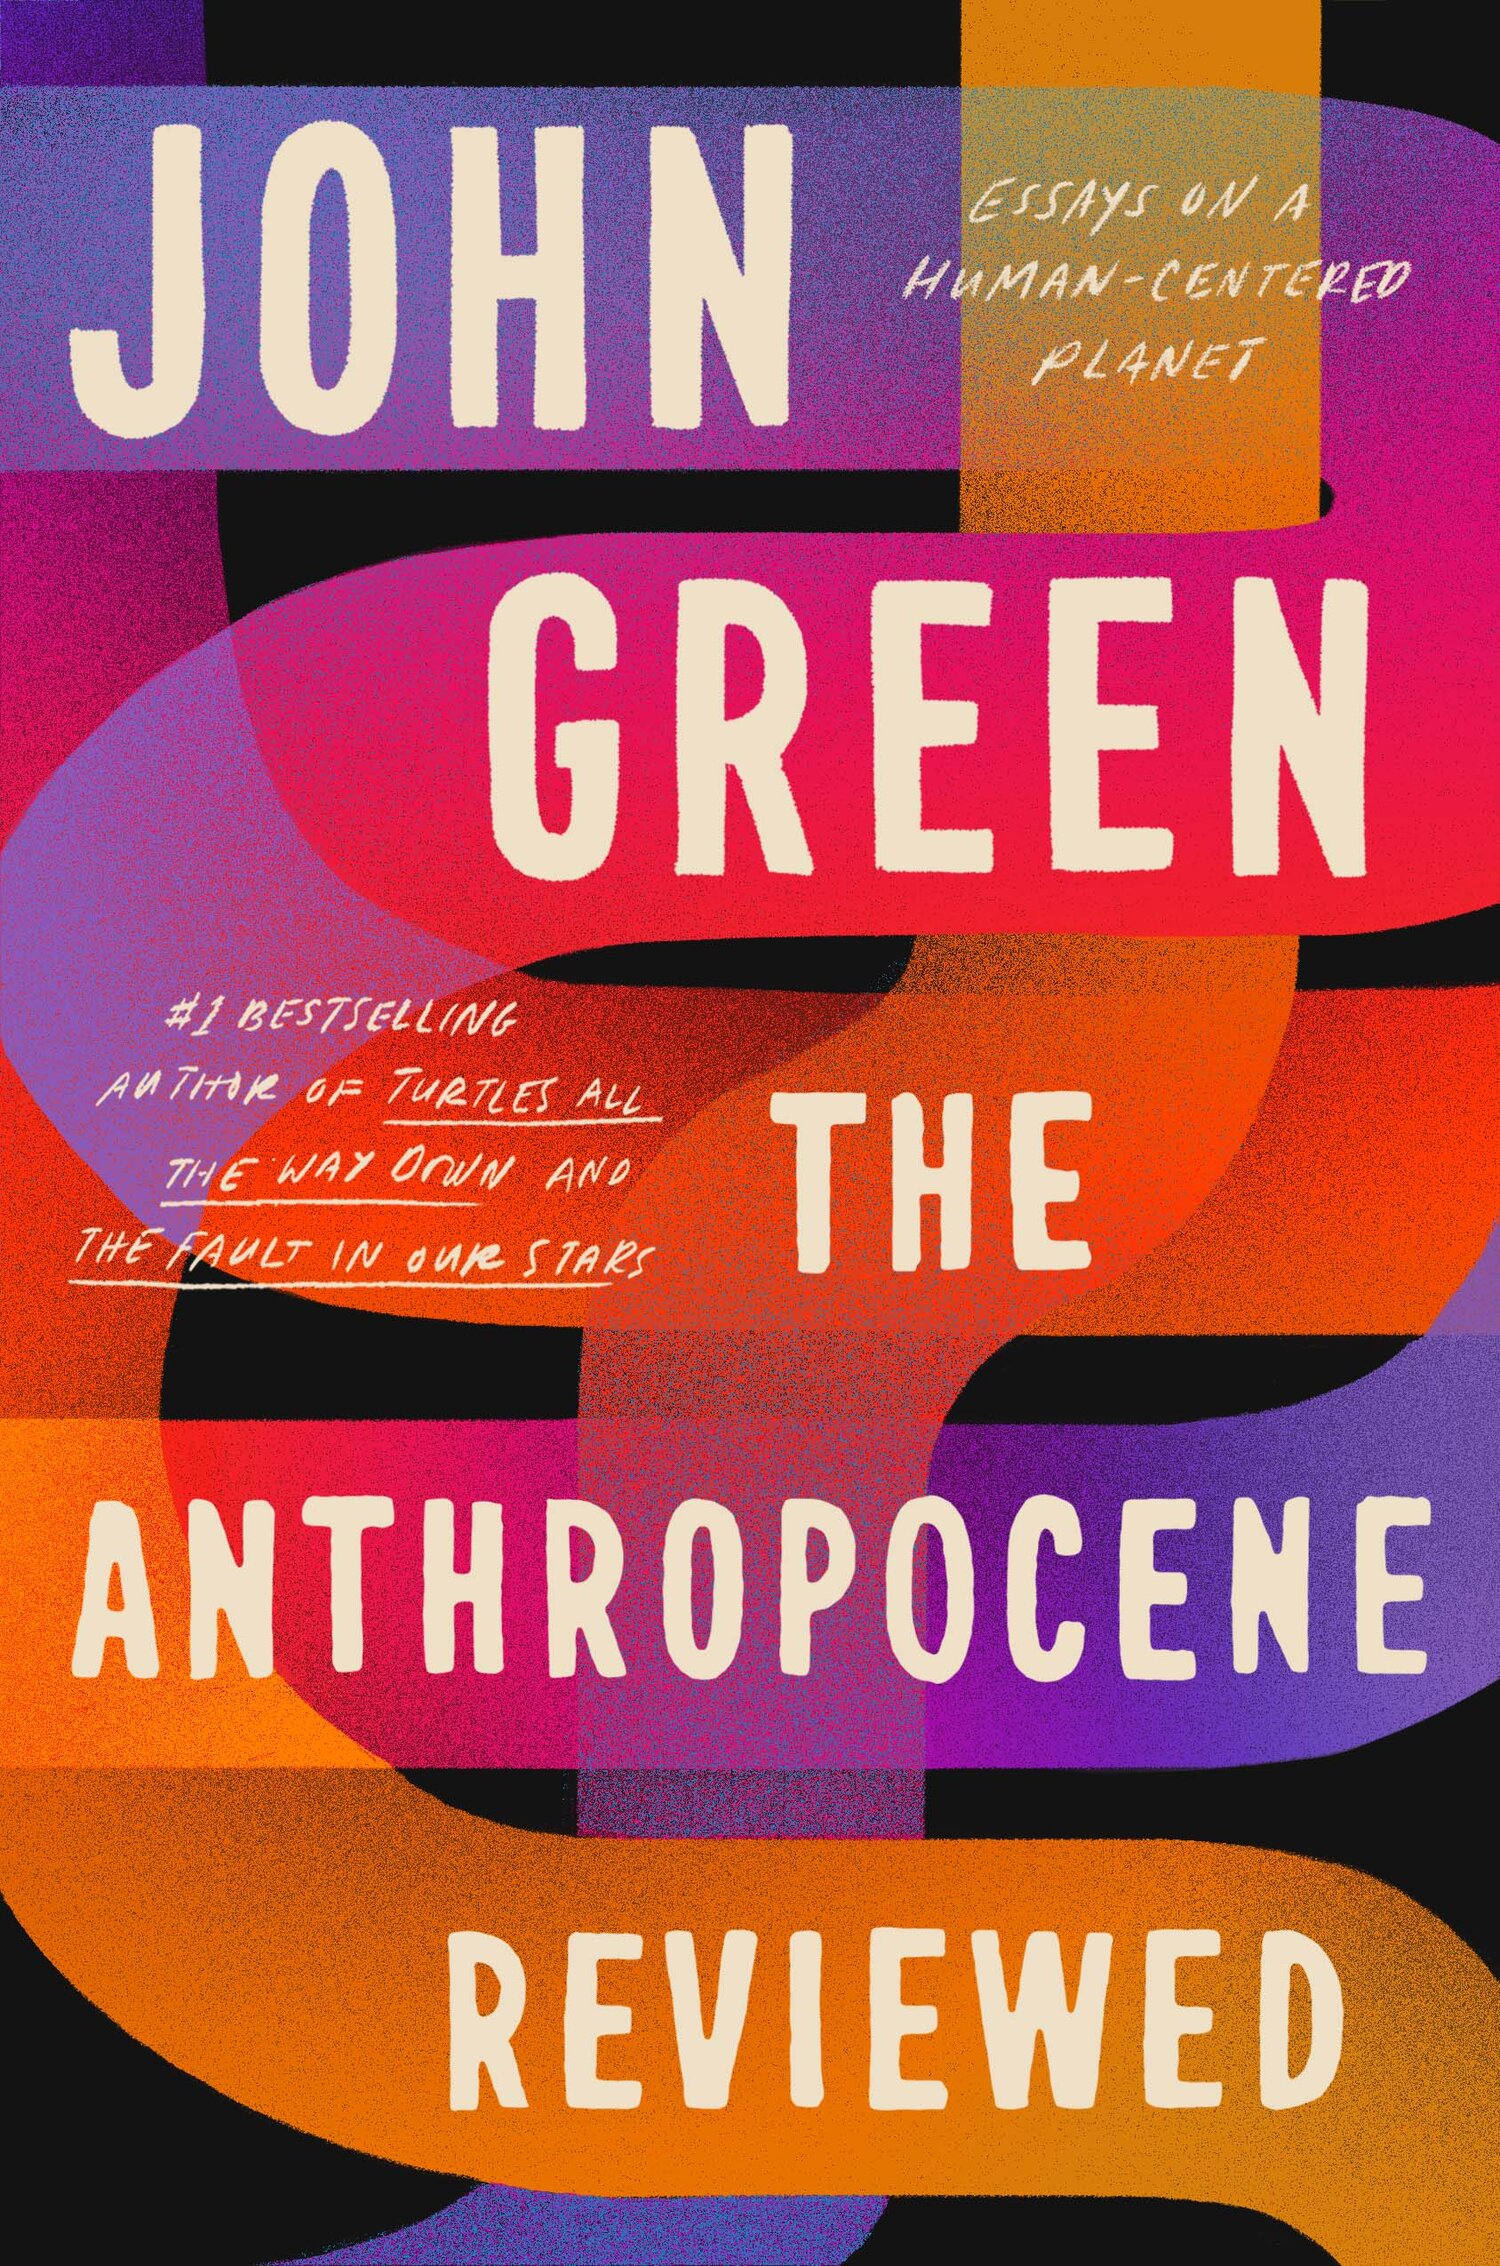 JOHN
ESSAYS ON A
HUMAN-CENTERED
PLANET
GREEN
#1 BESTSELLING
AUTHOR OF TURTLES ALL
THE WAY DOWN AND
THE FAULT IN OUR STARS
THE
ANTHROPOCENE
REVIEWED